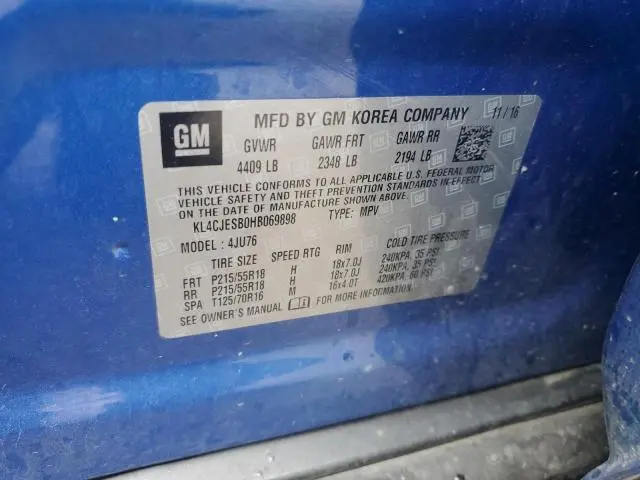 GM
MFD BY GM KOREA COMPANY 11/16
GVWR GAWR FRT GAWR RR
4409 LB 2348 LB 2194 LB
THIS VEHICLE CONFORMS TO ALL APPLICABLE U.S. FEDERAL MOTOR
VEHICLE SAFETY AND THEFT PREVENTION STANDARDS IN EFFECT
ON THE DATE OF MANUFACTURE SHOWN ABOVE.
KL4CJESB0HB069898 TYPE: MPV
MODEL: 4JU76
TIRE SIZE SPEED RTG RIM COLD TIRE PRESSURE
FRT P215/55R18 H 18x7.0J 240KPA, 35 PSI
RR P215/55R18 H 18x7.0J 240KPA, 35 PSI
SPA T125/70R16 M 16x4.0T 420KPA, 60 PSI
SEE OWNER'S MANUAL FOR MORE INFORMATION.